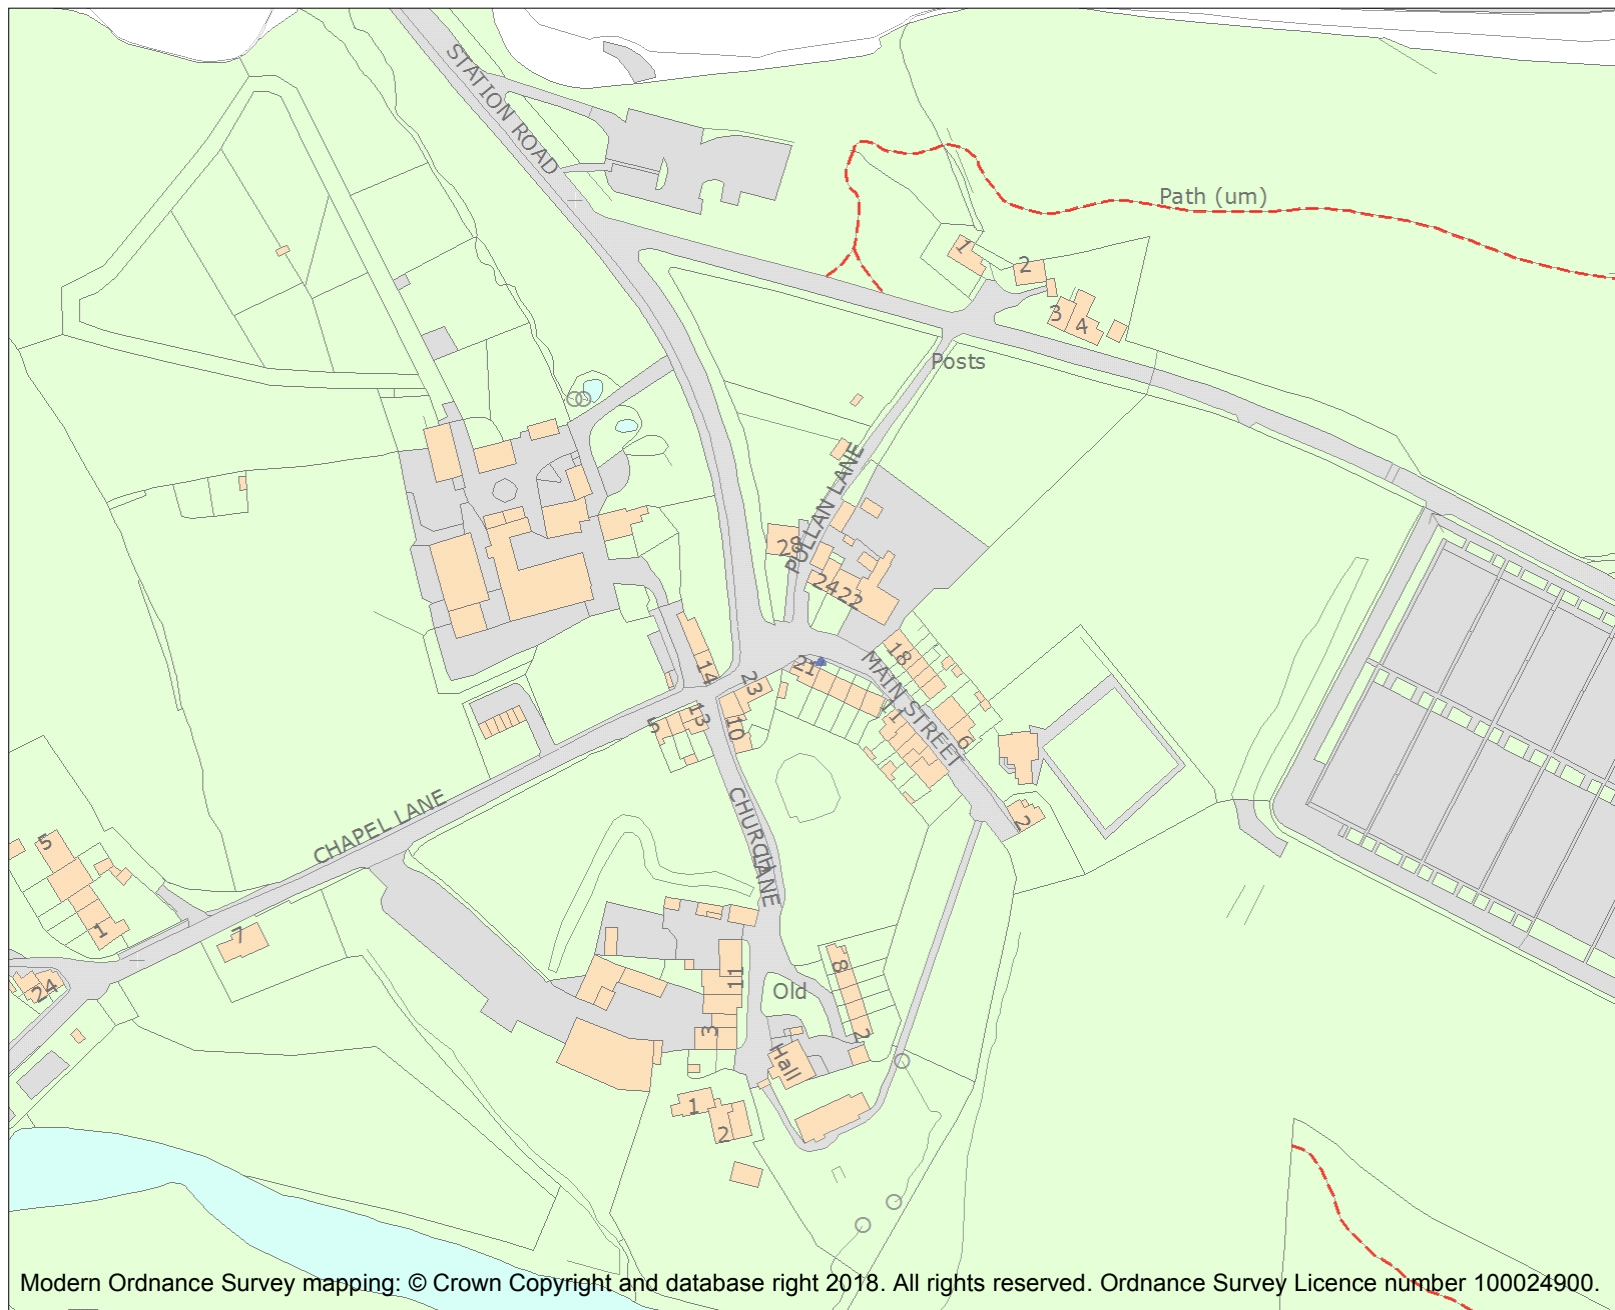 STATION ROAD
Path (um)
1
2
3
4
Posts
PULLAN LANE
28
24
22
18
14
21
MAIN STREET
23
13
5
10
11
6
2
CHAPEL LANE
CHURCH
LANE
5
1
7
24
8
11
Old
3
2
Hall
1
2
Modern Ordnance Survey mapping: © Crown Copyright and database right 2018. All rights reserved. Ordnance Survey Licence number 100024900.